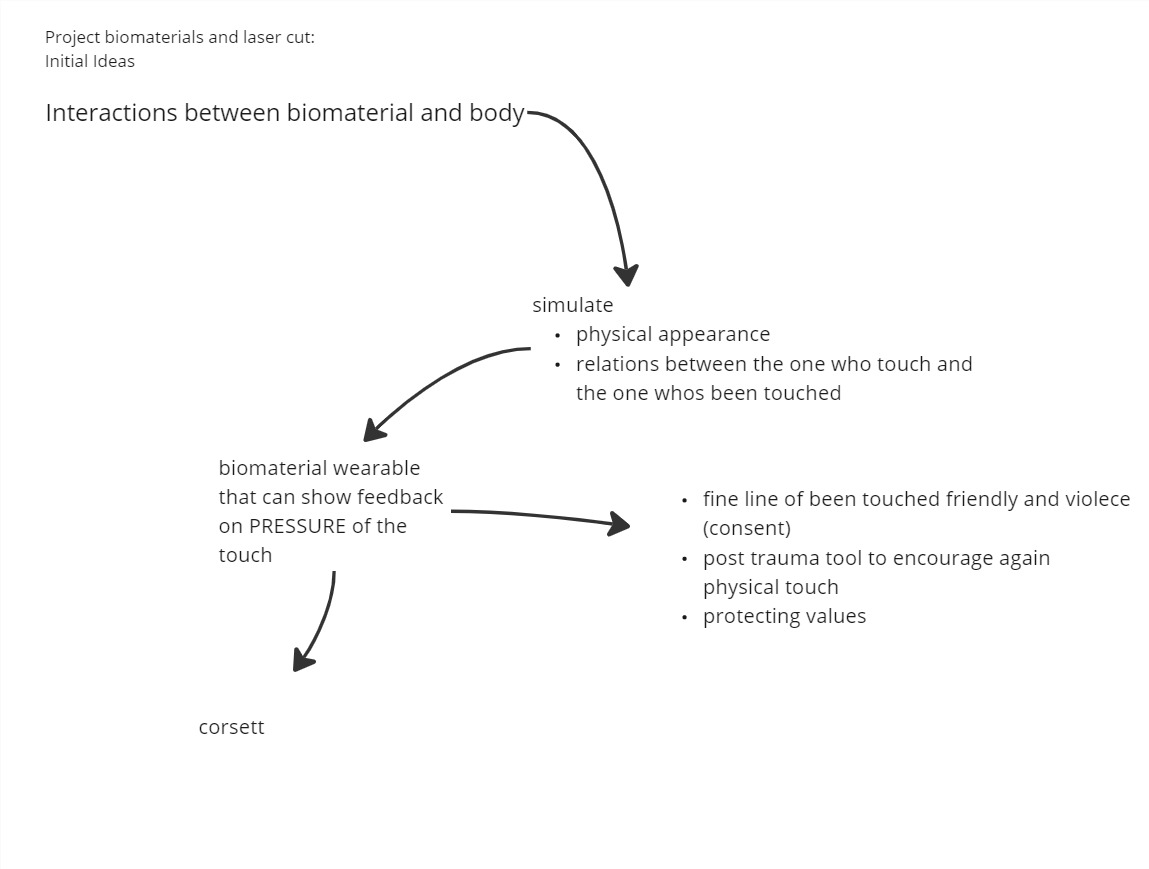 Project biomaterials and laser cut:
Initial Ideas
Interactions between biomaterial and body
simulate
• physical appearance
• relations between the one who touch and
the one whos been touched
biomaterial wearable
that can show feedback
on PRESSURE of the
touch
• fine line of been touched friendly and violece
(consent)
• post trauma tool to encourage again
physical touch
• protecting values
corsett